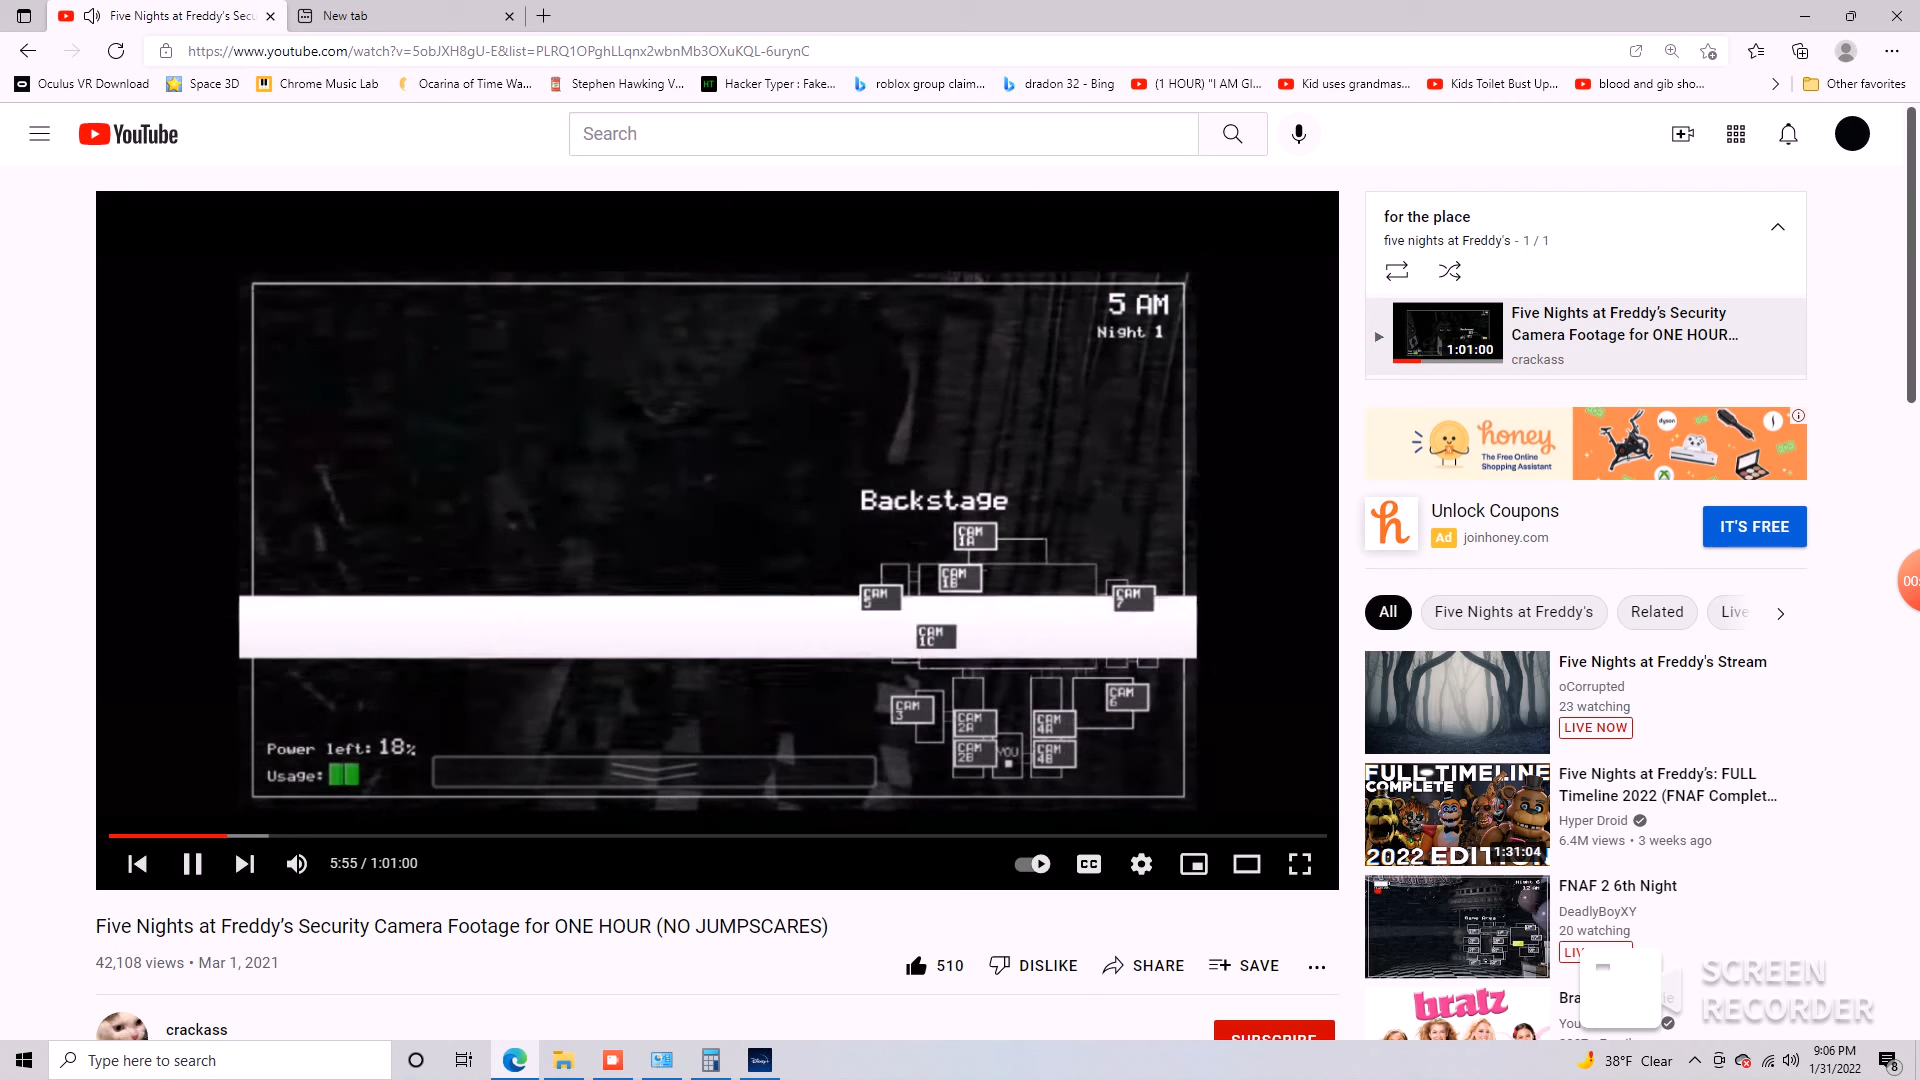 Five Nights at Freddy's Secu
New tab
https://www.youtube.com/watch?v=5obJXH8gU-E&list=PLRQ1OPghLLqnx2wbnMb3OXuKQL-6urynC
Oculus VR Download
Space 3D
Chrome Music Lab
Ocarina of Time Wa...
Stephen Hawking V...
HT
Hacker Typer : Fake...
roblox group claim...
dradon 32 - Bing
(1 HOUR) "I AM GI...
Kid uses grandmas...
Kids Toilet Bust Up...
blood and gib sho...
Other favorites
YouTube
Search
5 AM
Night 1
Backstage
CAM 1A
CAM 1B
CAM 5
CAM 7
CAM 1C
CAM 3
CAM 6
CAM 2A
CAM 4A
CAM 2B
YOU
CAM 4B
Power left: 18%
Usage:
5:55 / 1:01:00
CC
Five Nights at Freddy's Security Camera Footage for ONE HOUR (NO JUMPSCARES)
42,108 views • Mar 1, 2021
510
DISLIKE
SHARE
SAVE
crackass
SUBSCRIBE
for the place
five nights at Freddy's - 1 / 1
1:01:00
Five Nights at Freddy's Security
Camera Footage for ONE HOUR...
crackass
honey
The Free Online
Shopping Assistant
dyson
Unlock Coupons
Ad joinhoney.com
IT'S FREE
00:
All
Five Nights at Freddy's
Related
Live
Five Nights at Freddy's Stream
oCorrupted
23 watching
LIVE NOW
FULL TIMELINE
COMPLETE
2022 EDITI
1:31:04
Five Nights at Freddy's: FULL
Timeline 2022 (FNAF Complet...
Hyper Droid
6.4M views • 3 weeks ago
FNAF 2 6th Night
DeadlyBoyXY
20 watching
LIV
bratz
Bra
ie
You
SCREEN
RECORDER
Type here to search
38°F Clear
9:06 PM
1/31/2022
8